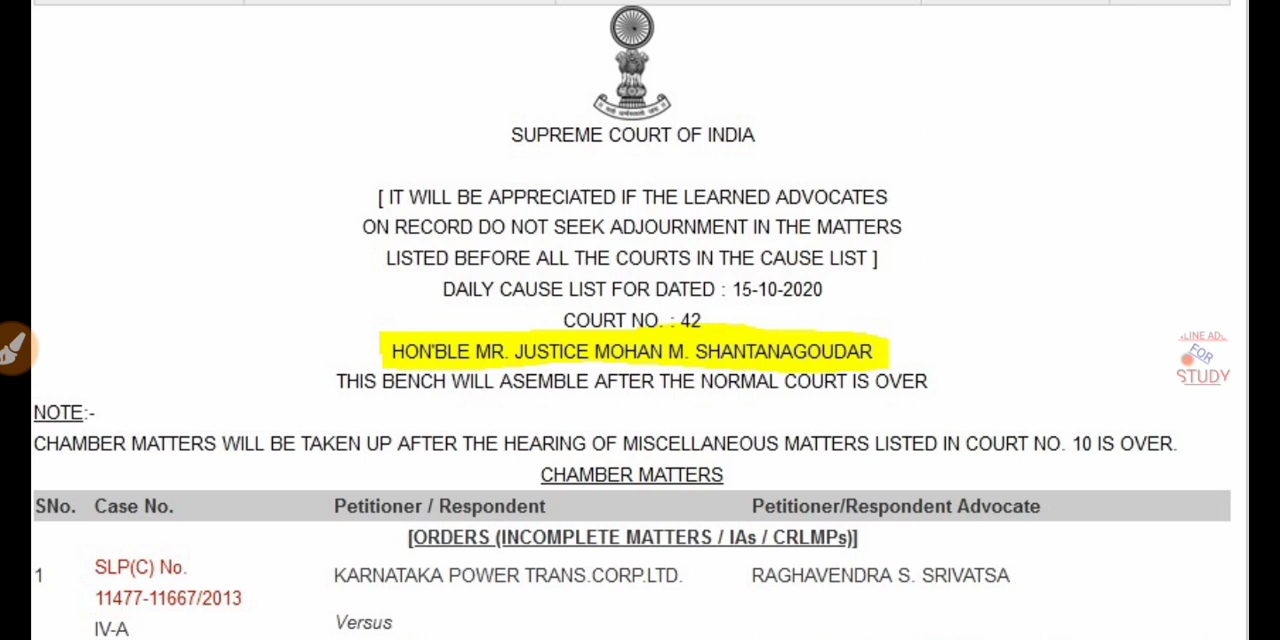 SUPREME COURT OF INDIA
[ IT WILL BE APPRECIATED IF THE LEARNED ADVOCATES
ON RECORD DO NOT SEEK ADJOURNMENT IN THE MATTERS
LISTED BEFORE ALL THE COURTS IN THE CAUSE LIST ]
DAILY CAUSE LIST FOR DATED : 15-10-2020
COURT NO. : 42
HON'BLE MR. JUSTICE MOHAN M. SHANTANAGOUDAR
THIS BENCH WILL ASEMBLE AFTER THE NORMAL COURT IS OVER
NOTE:-
CHAMBER MATTERS WILL BE TAKEN UP AFTER THE HEARING OF MISCELLANEOUS MATTERS LISTED IN COURT NO. 10 IS OVER.
CHAMBER MATTERS
SNo. Case No. Petitioner / Respondent Petitioner/Respondent Advocate
[ORDERS (INCOMPLETE MATTERS / IAs / CRLMPs)]
1 SLP(C) No. 11477-11667/2013 IV-A KARNATAKA POWER TRANS.CORP.LTD. RAGHAVENDRA S. SRIVATSA
Versus
FOR
STUDY